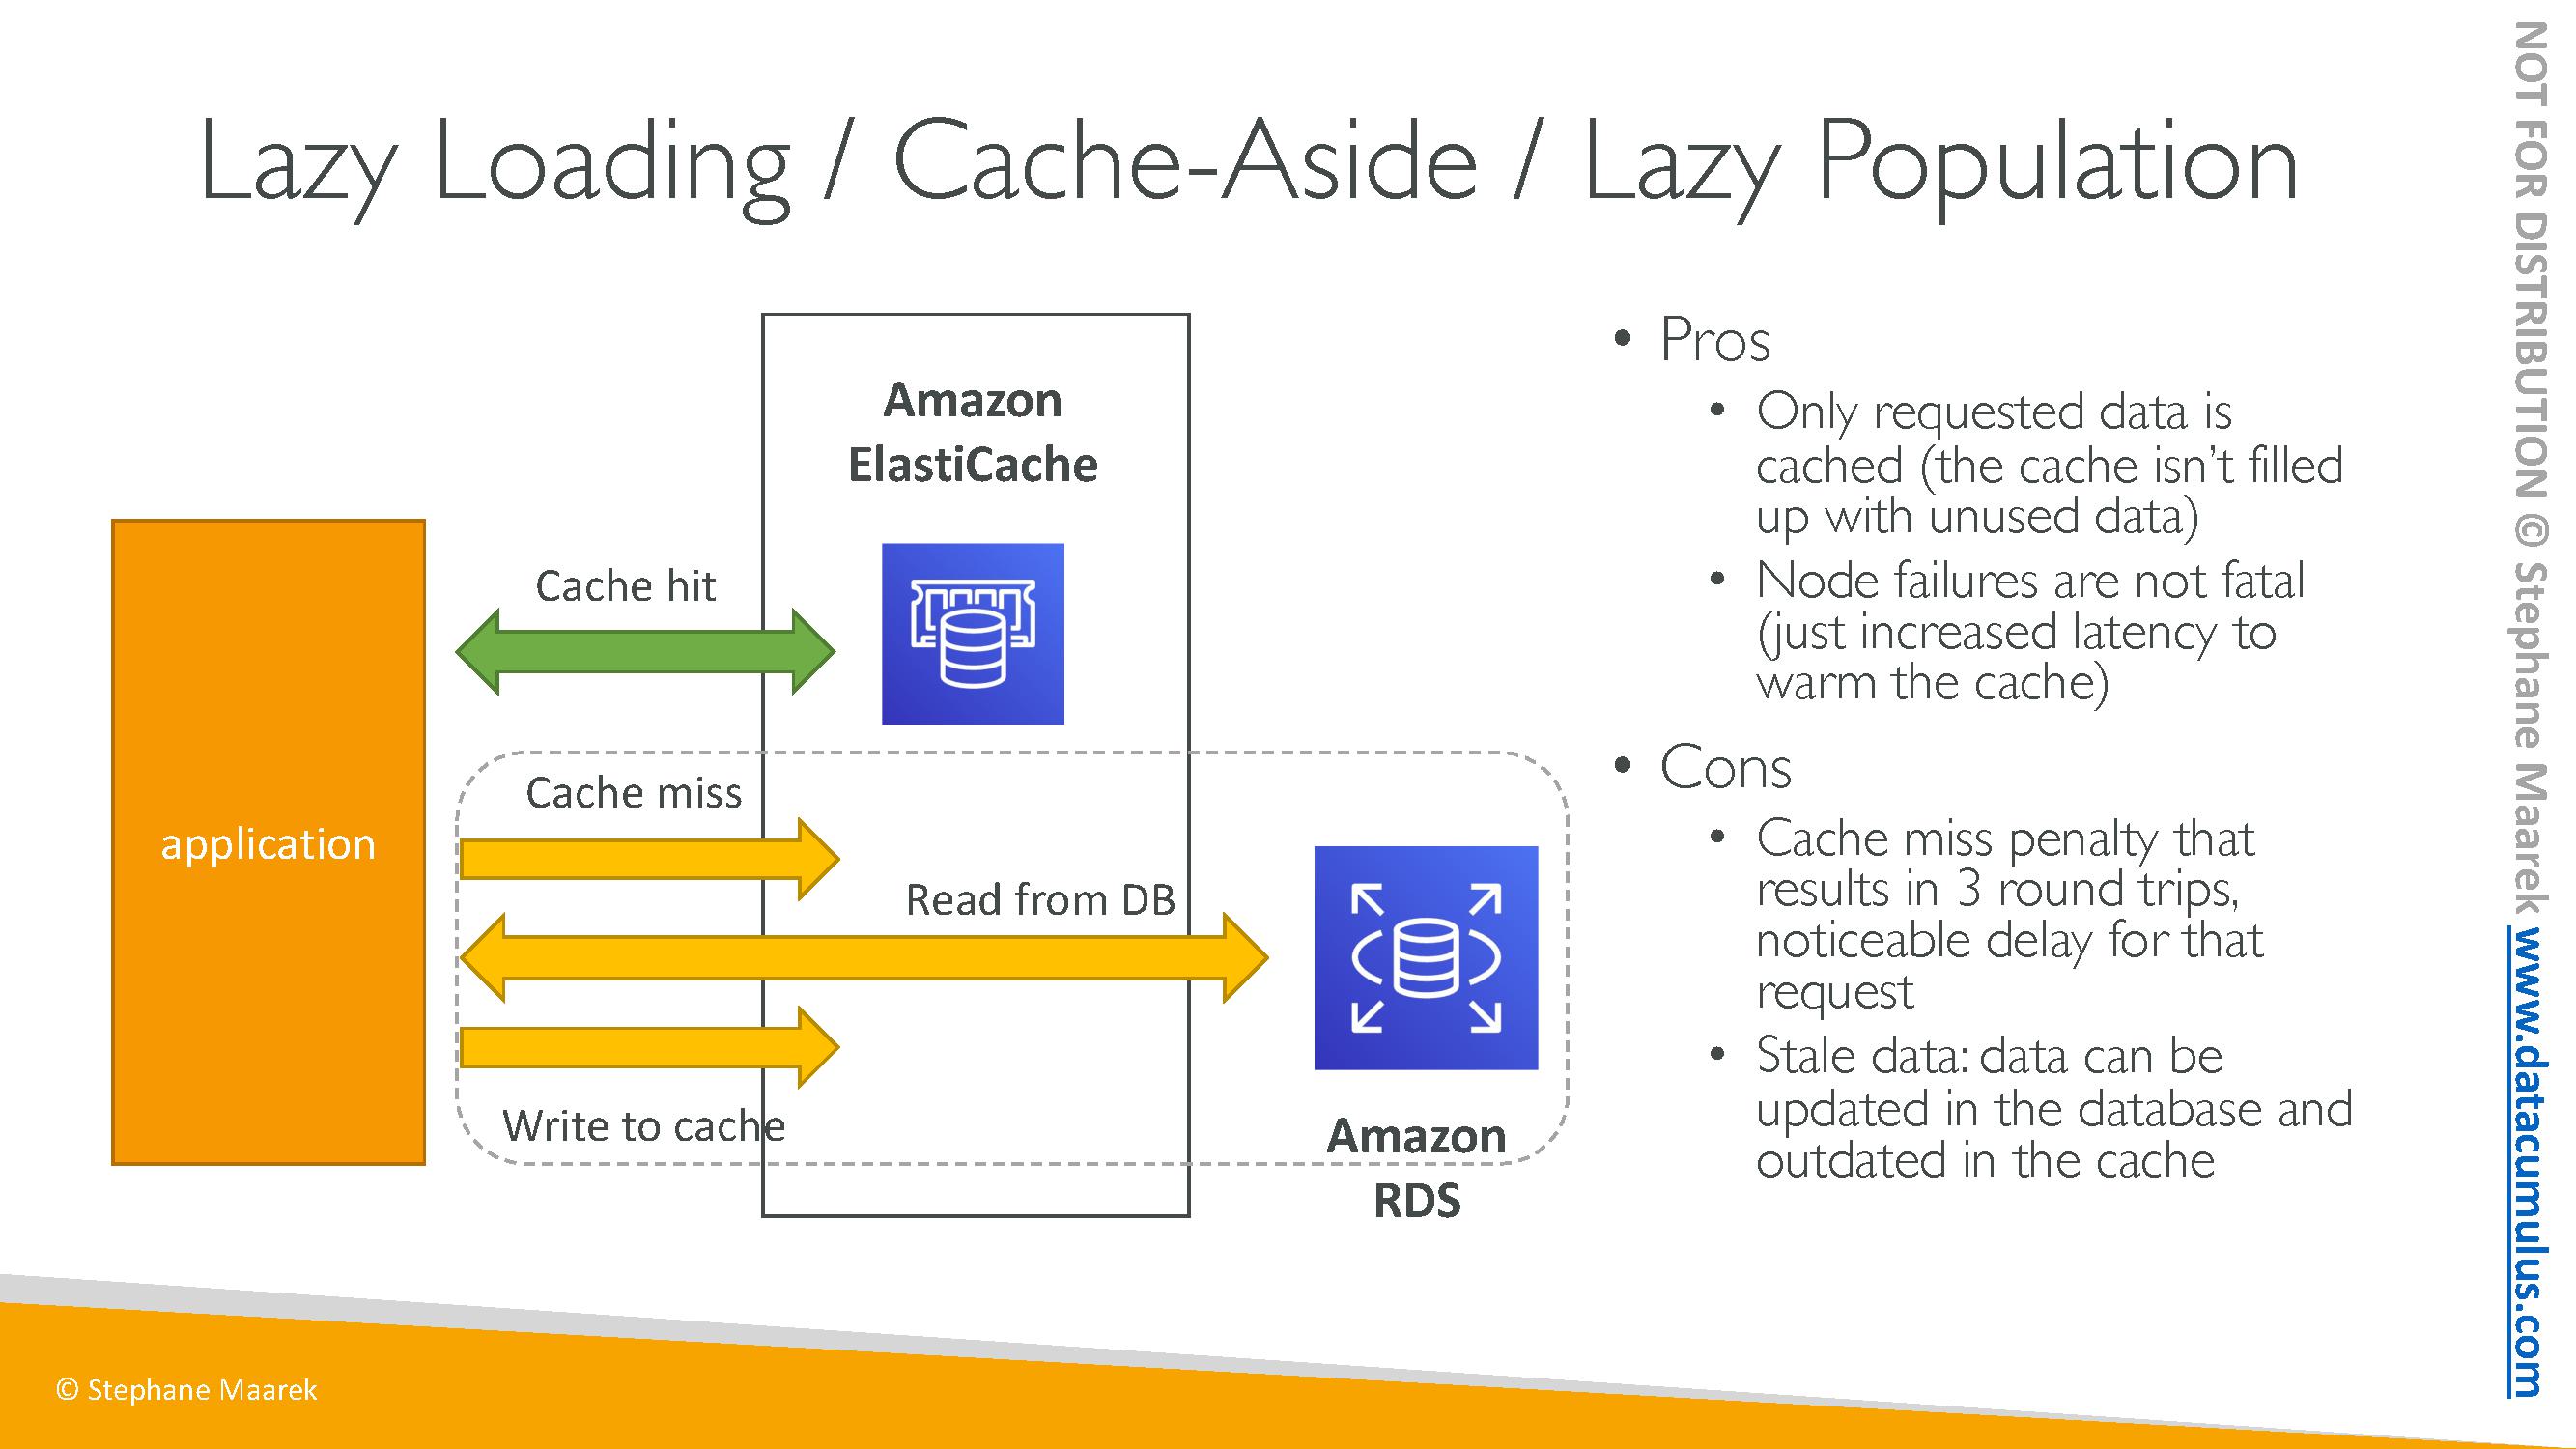 Lazy Loading / Cache-Aside / Lazy Population
Amazon
ElastiCache
Cache hit
application
Cache miss
Read from DB
Write to cache
Amazon
RDS
• Pros
• Only requested data is
cached (the cache isn’t filled
up with unused data)
• Node failures are not fatal
(just increased latency to
warm the cache)
• Cons
• Cache miss penalty that
results in 3 round trips,
noticeable delay for that
request
• Stale data: data can be
updated in the database and
outdated in the cache
© Stephane Maarek
NOT FOR DISTRIBUTION © Stephane Maarek www.datacumulus.com